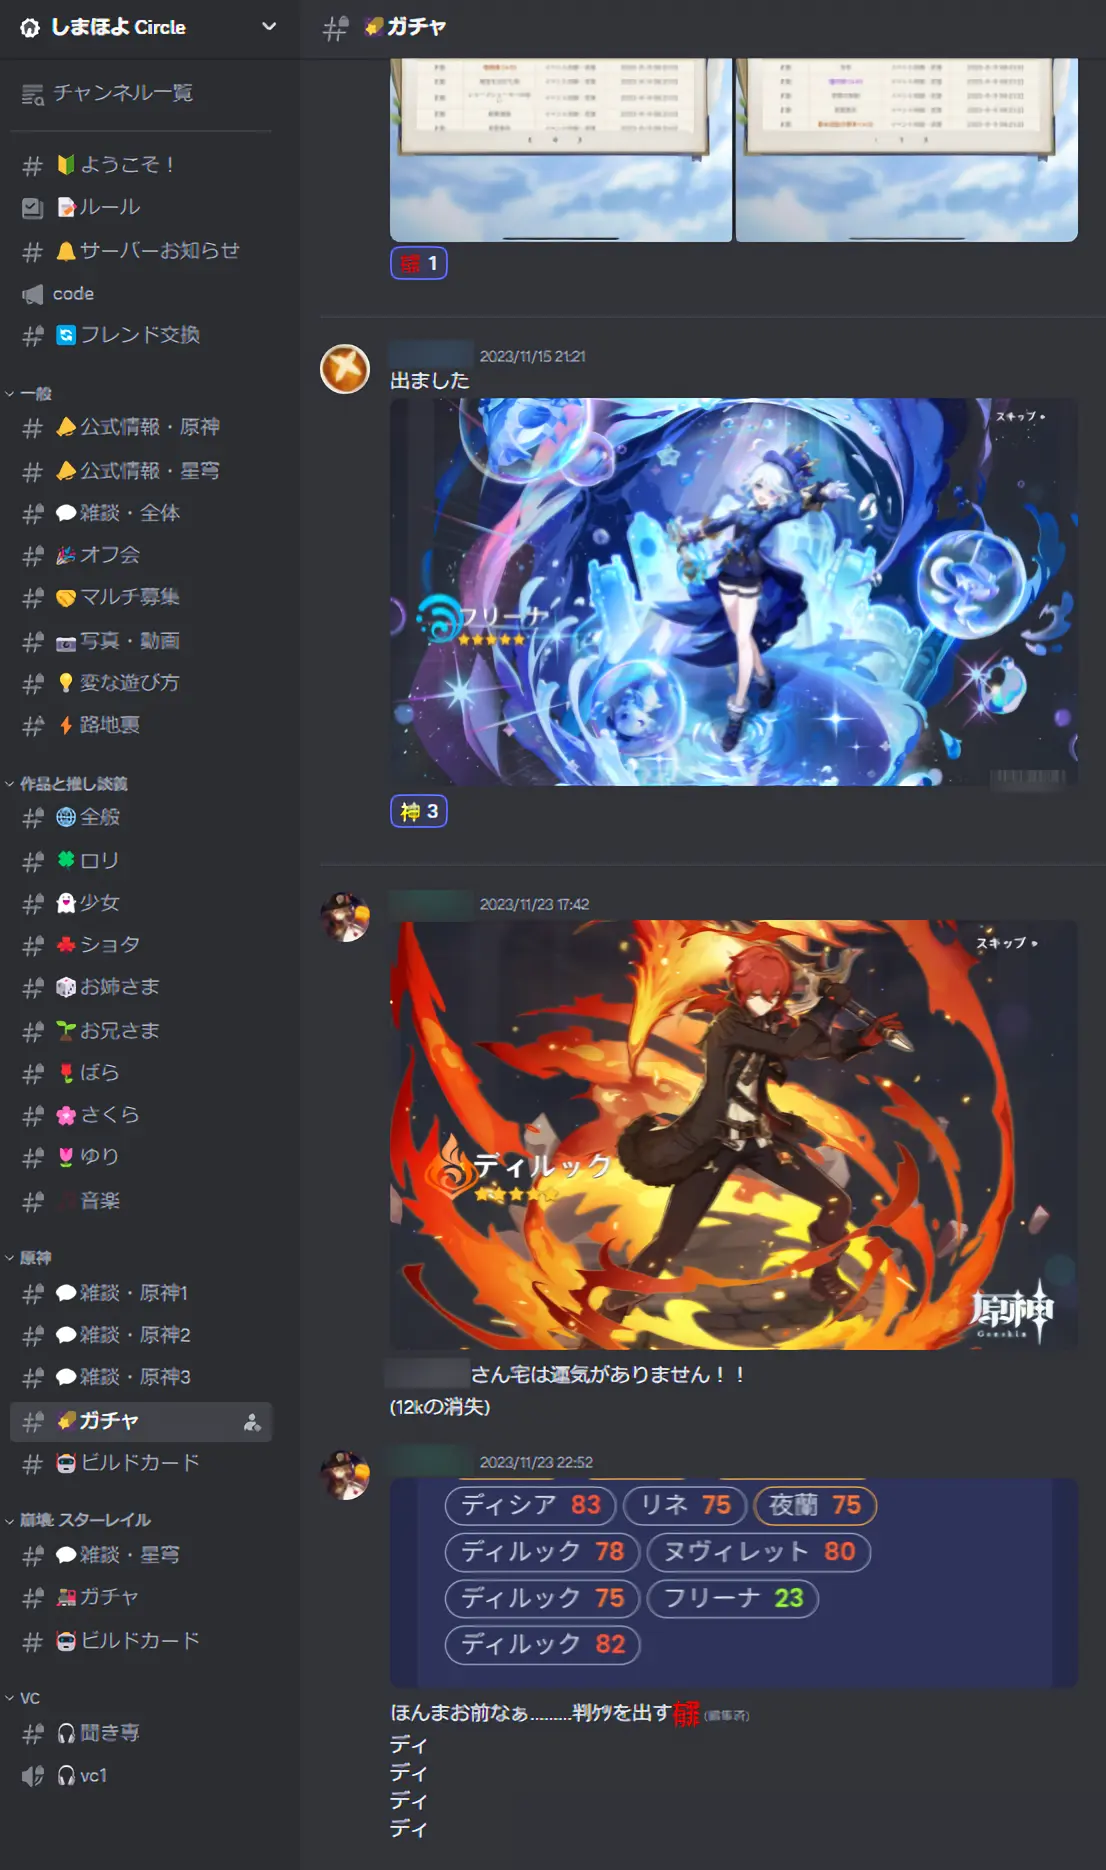 しまほよ Circle
チャンネル一覧
ようこそ！
ルール
サーバーお知らせ
code
フレンド交換
一般
公式情報・原神
公式情報・星穹
雑談・全体
オフ会
マルチ募集
写真・動画
変な遊び方
路地裏
作品と推し談義
全般
ロリ
少女
ショタ
お姉さま
お兄さま
ばら
さくら
ゆり
音楽
原神
雑談・原神1
雑談・原神2
雑談・原神3
ガチャ
ビルドカード
崩壊: スターレイル
雑談・星穹
ガチャ
ビルドカード
VC
聞き専
vc1
ガチャ
1
2023/11/15 21:21
出ました
スキップ
フリーナ
神 3
2023/11/23 17:42
スキップ
ディルック
原神
Genshin
さん宅は運気がありません！！
(12kの消失)
2023/11/23 22:52
ディシア 83 リネ 75 夜蘭 75
ディルック 78 ヌヴィレット 80
ディルック 75 フリーナ 23
ディルック 82
ほんまお前なぁ.........判ｸﾂを出す (編集済)
ディ
ディ
ディ
ディ